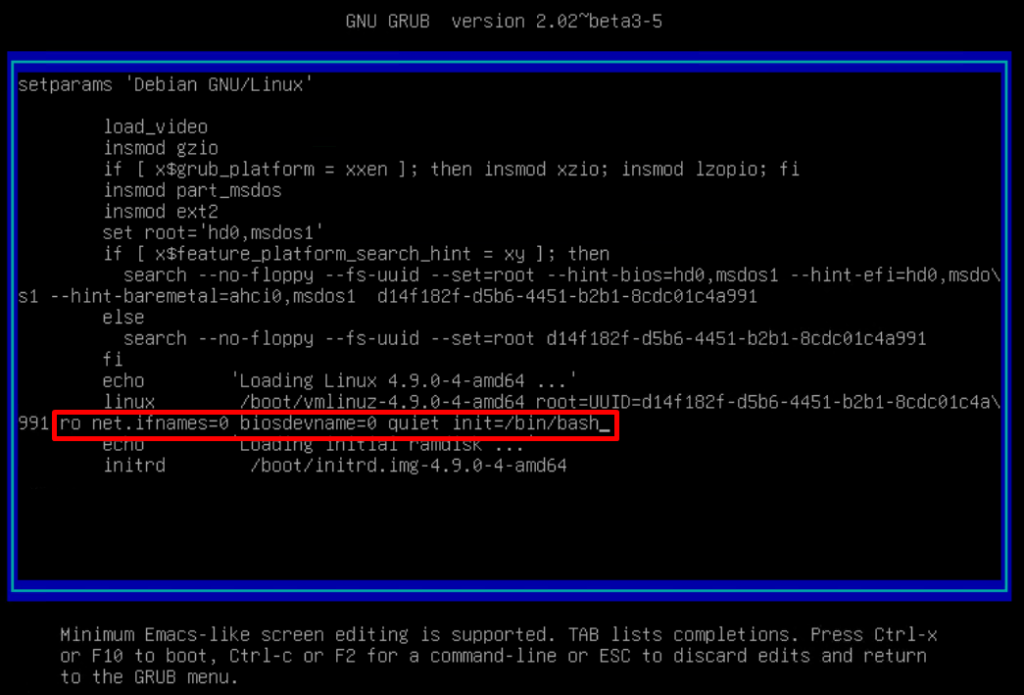 GNU GRUB  version 2.02~beta3-5
setparams 'Debian GNU/Linux'
load_video
insmod gzio
if [ x$grub_platform = xxen ]; then insmod xzio; insmod lzopio; fi
insmod part_msdos
insmod ext2
set root='hd0,msdos1'
if [ x$feature_platform_search_hint = xy ]; then
search --no-floppy --fs-uuid --set=root --hint-bios=hd0,msdos1 --hint-efi=hd0,msdo\
s1 --hint-baremetal=ahci0,msdos1  d14f182f-d5b6-4451-b2b1-8cdc01c4a991
else
search --no-floppy --fs-uuid --set=root d14f182f-d5b6-4451-b2b1-8cdc01c4a991
fi
echo        'Loading Linux 4.9.0-4-amd64 ...'
linux        /boot/vmlinuz-4.9.0-4-amd64 root=UUID=d14f182f-d5b6-4451-b2b1-8cdc01c4a\
991 ro net.ifnames=0 biosdevname=0 quiet init=/bin/bash_
echo        'Loading initial ramdisk ...'
initrd        /boot/initrd.img-4.9.0-4-amd64
Minimum Emacs-like screen editing is supported. TAB lists completions. Press Ctrl-x
or F10 to boot, Ctrl-c or F2 for a command-line or ESC to discard edits and return
to the GRUB menu.